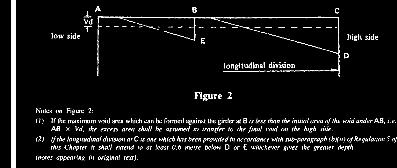 A B C
Vd
low side
high side
E
D
longitudinal division
Figure 2
Notes on Figure 2:
(1) If the maximum void area which can be formed against the girder at B is less than the initial area of the void under AB, i.e.
AB × Vd, the excess area shall be assumed to transfer to the final void on the high side.
(2) If the longitudinal division at C is one which has been provided in accordance with sub-paragraph (b)(ii) of Regulation 5 of
this Chapter it shall extend to at least 0.6 metre below D or E whichever gives the greater depth
(notes appearing in original text).